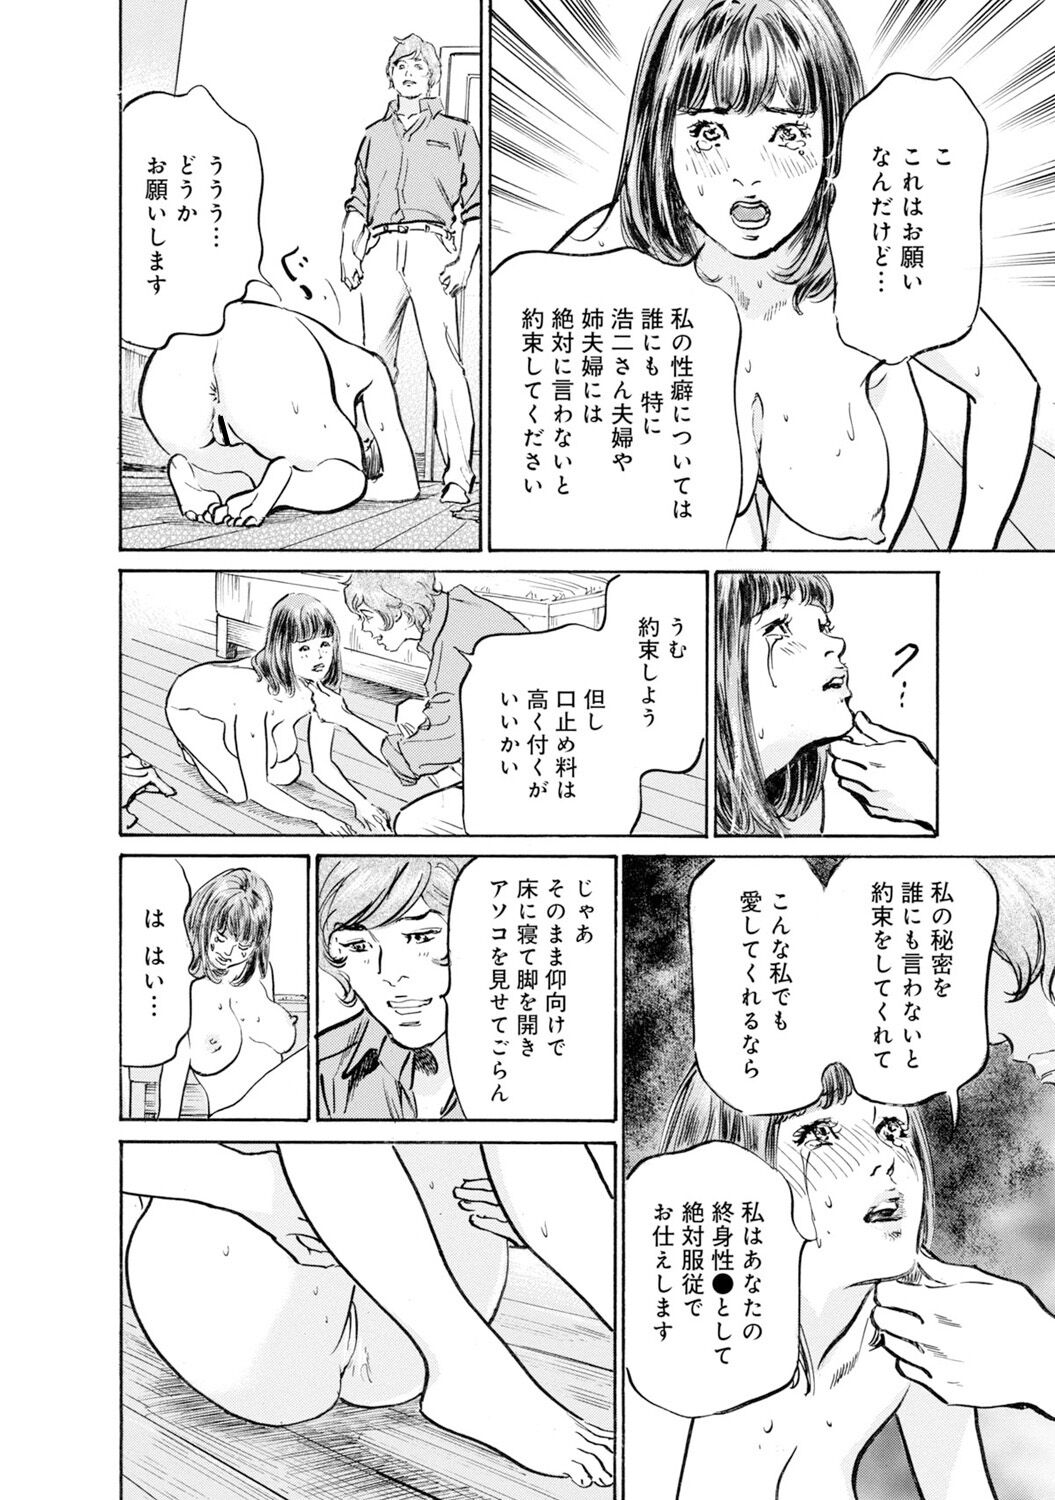 こ
これはお願い
なんだけど…
私の性癖については
誰にも 特に
浩二さん夫婦や
姉夫婦には
絶対に言わないと
約束してください
じっ
ううう…
どうか
お願いします
?…
うむ
約束しよう
但し
口止め料は
高く付くが
いいかい
私の秘密を
誰にも言わないと
約束をしてくれて
こんな私でも
愛してくれるなら
私はあなたの
終身性●として
絶対服従で
お仕えします
じゃあ
そのまま仰向けで
床に寝て脚を開き
アソコを見せてごらん
は はい…